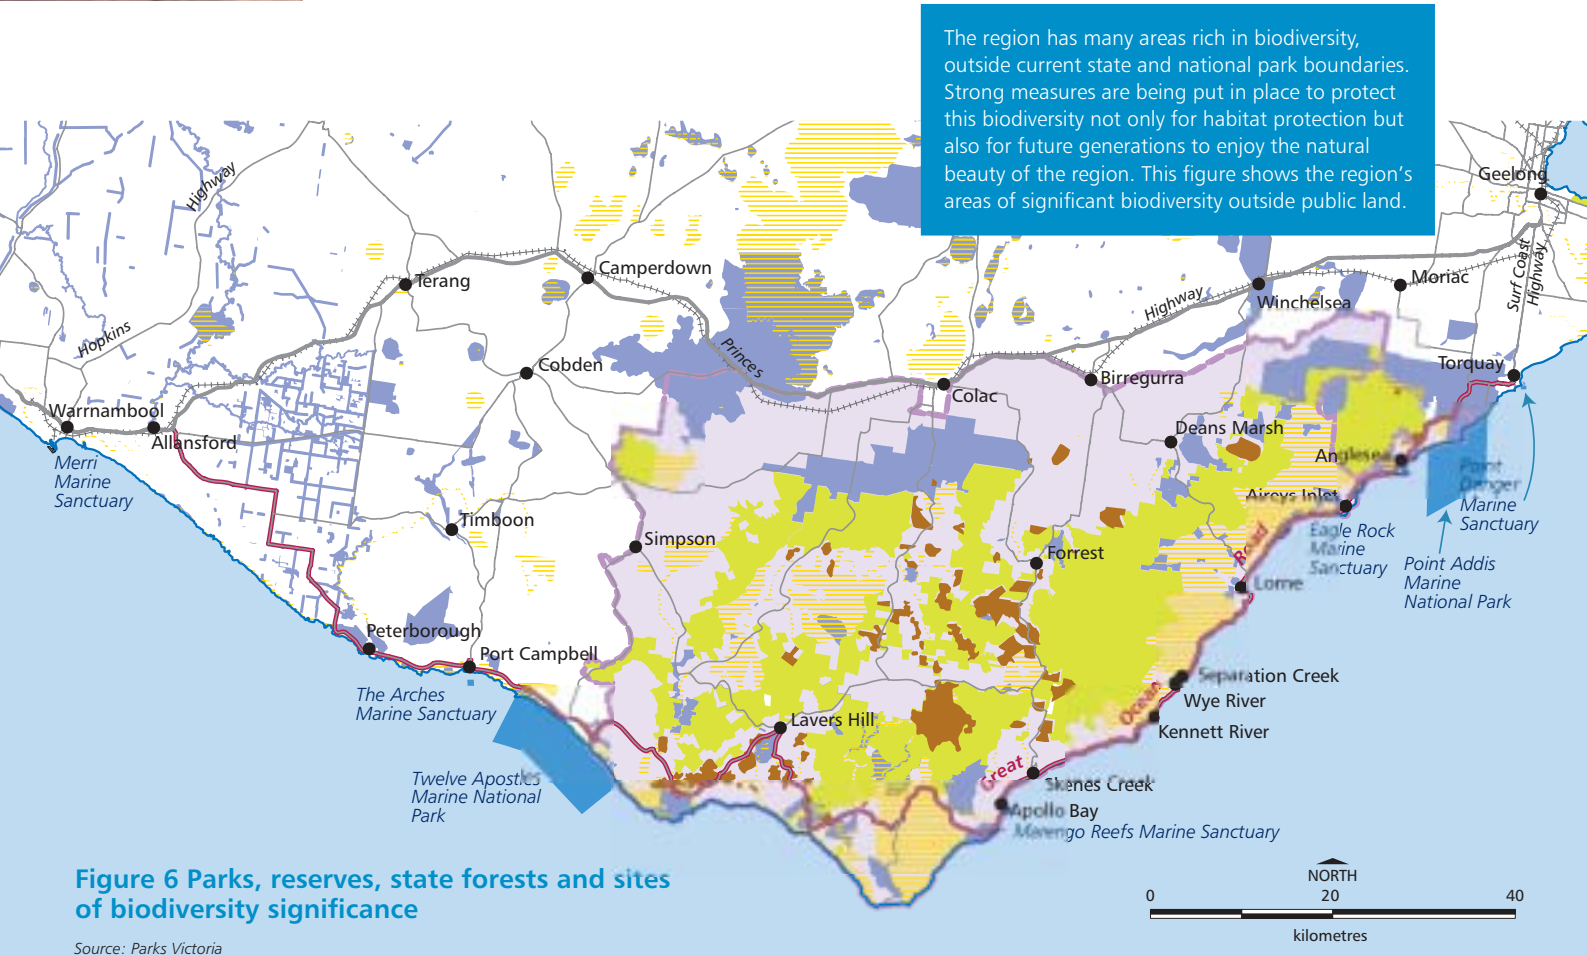 The region has many areas rich in biodiversity,
outside current state and national park boundaries.
Strong measures are being put in place to protect
this biodiversity not only for habitat protection but
also for future generations to enjoy the natural
beauty of the region. This figure shows the region's
areas of significant biodiversity outside public land.
Geelong
Highway
Surf Coast
Highway
Camperdown
Terang
Moriac
Winchelsea
Highway
Hopkins
Princes
Cobden
Torquay
Birregurra
Colac
Warrnambool
Allansford
Deans Marsh
Anglesea
Merri
Marine
Sanctuary
Point
Danger
Marine
Sanctuary
Aireys Inlet
Timboon
Simpson
Eagle Rock
Marine
Sanctuary
Road
Forrest
Point Addis
Marine
National Park
Lorne
Peterborough
Port Campbell
Separation Creek
The Arches
Marine Sanctuary
Ocean
Wye River
Lavers Hill
Kennett River
Great
Twelve Apostles
Marine National
Park
Skenes Creek
Apollo Bay
Marengo Reefs Marine Sanctuary
Figure 6 Parks, reserves, state forests and sites
of biodiversity significance
Source: Parks Victoria
NORTH
0 20 40
kilometres